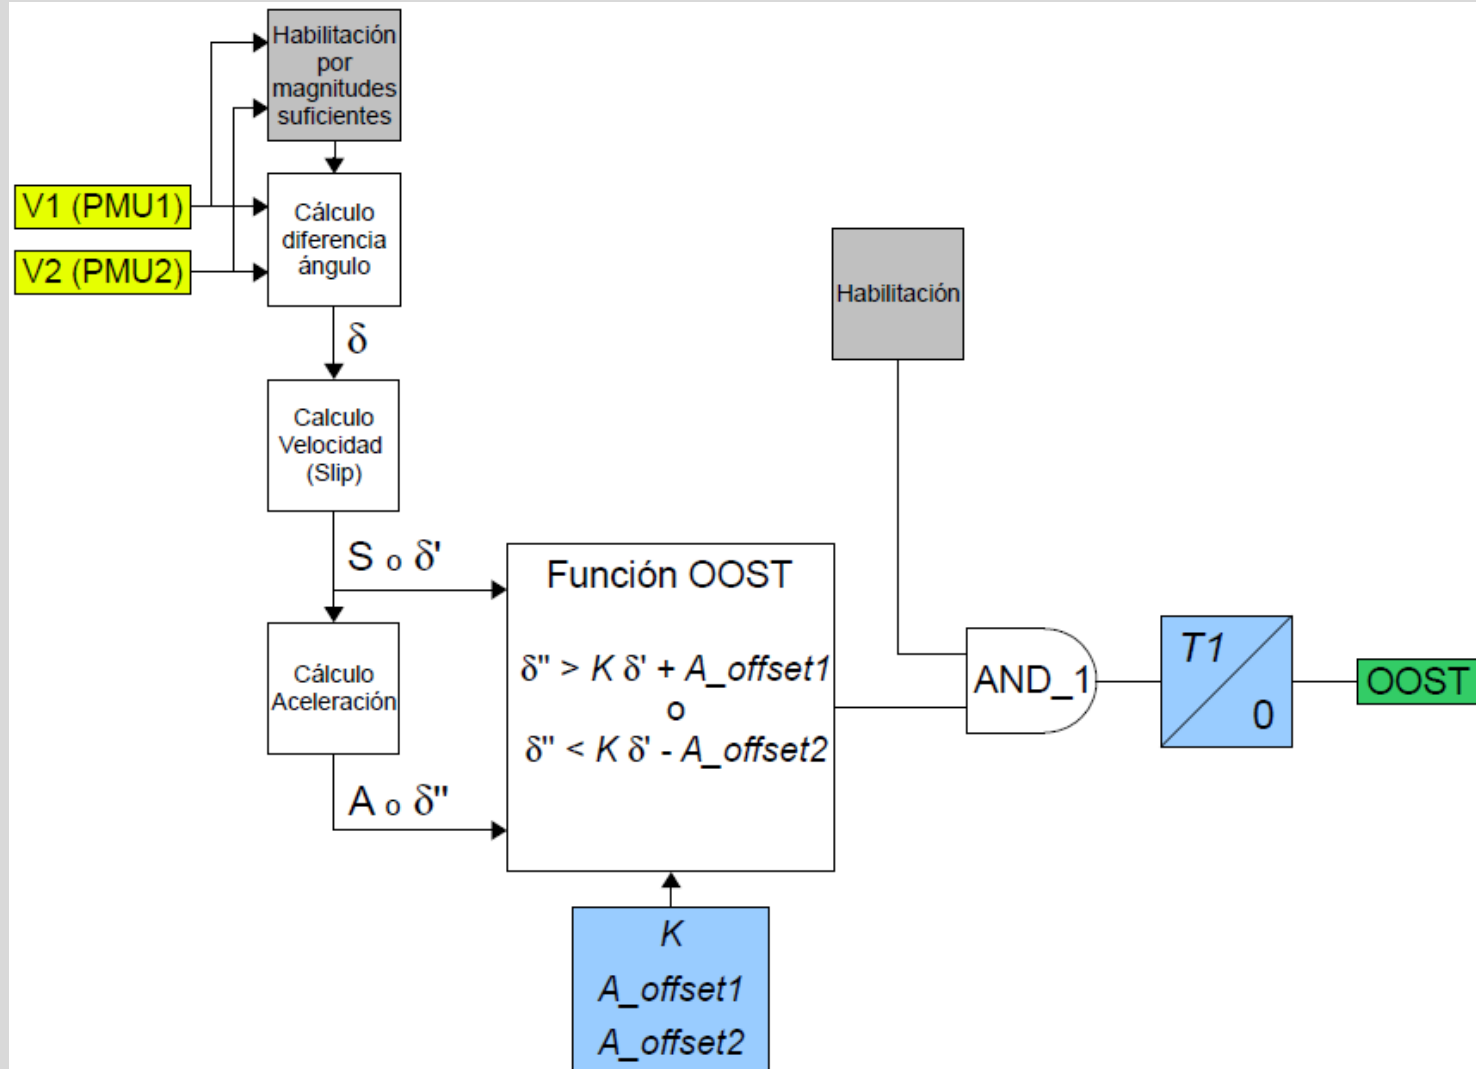 Habilitación
por
magnitudes
suficientes
V1 (PMU1)
V2 (PMU2)
Cálculo
diferencia
ángulo
δ
Habilitación
Calculo
Velocidad
(Slip)
S o δ'
Función OOST
δ" > K δ' + A_offset1
o
δ" < K δ' - A_offset2
Cálculo
Aceleración
A o δ"
AND_1
T1
0
OOST
K
A_offset1
A_offset2